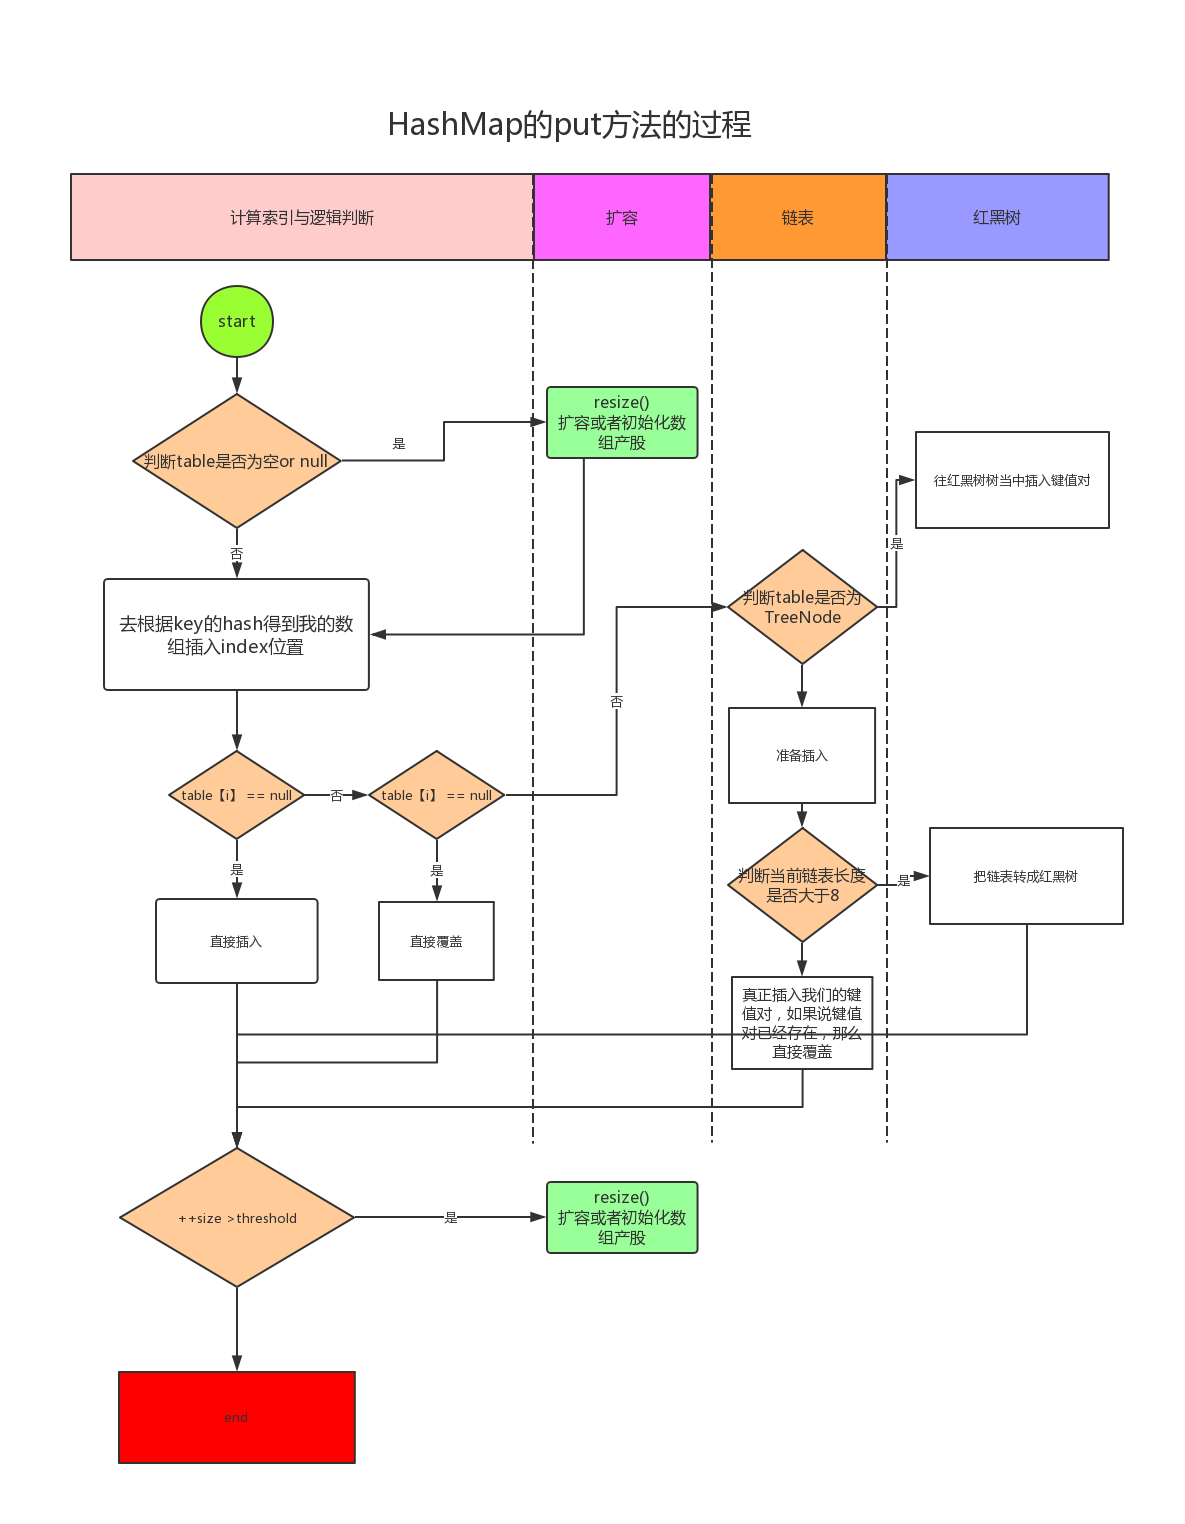 HashMap的put方法的过程
计算索引与逻辑判断
扩容
链表
红黑树
start
判断table是否为空or null
是
resize()
扩容或者初始化数
组产股
否
往红黑树树当中插入键值对
是
去根据key的hash得到我的数
组插入index位置
判断table是否为
TreeNode
否
table【i】 == null
否
table【i】 == null
准备插入
是
是
直接插入
直接覆盖
判断当前链表长度
是否大于8
是
把链表转成红黑树
真正插入我们的键
值对，如果说键值
对已经存在，那么
直接覆盖
++size >threshold
是
resize()
扩容或者初始化数
组产股
end